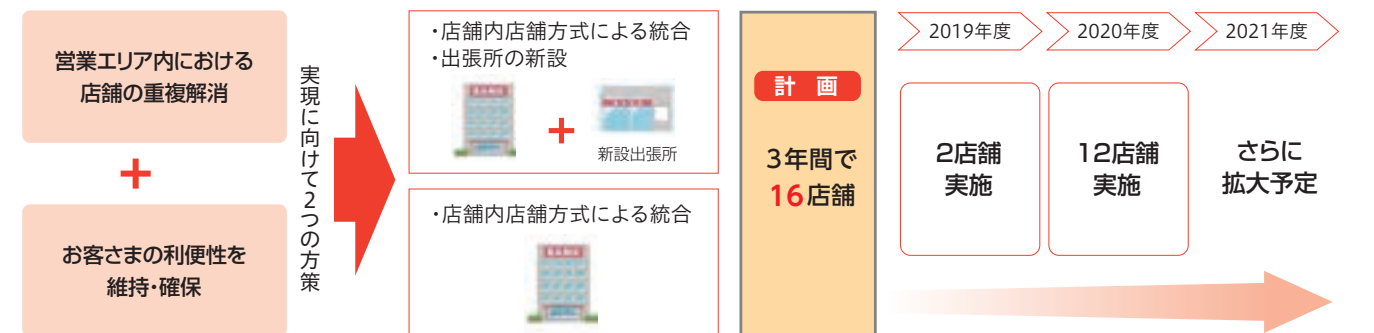 営業エリア内における
店舗の重複解消
+
お客さまの利便性を
維持・確保
実現に向けて2つの方策
・店舗内店舗方式による統合
・出張所の新設
+
新設出張所
・店舗内店舗方式による統合
計 画
3年間で
16店舗
2019年度
2020年度
2021年度
2店舗
実施
12店舗
実施
さらに
拡大予定